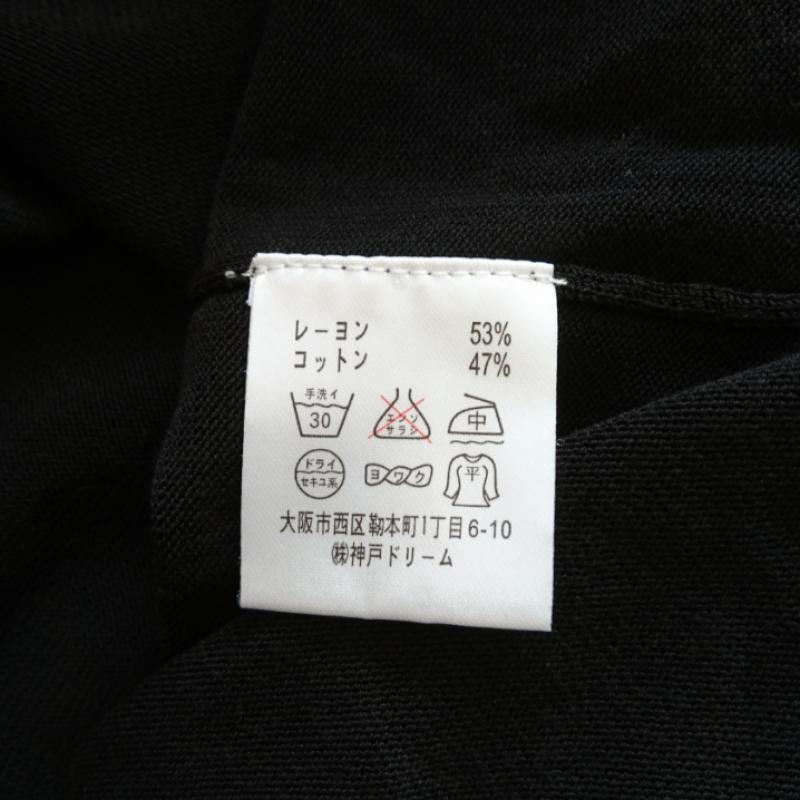 レーヨン 53%
コットン 47%
手洗イ
30
エンソ
サラシ
中
ドライ
セキユ系
ヨワク
平
大阪市西区靭本町1丁目6-10
㈱神戸ドリーム